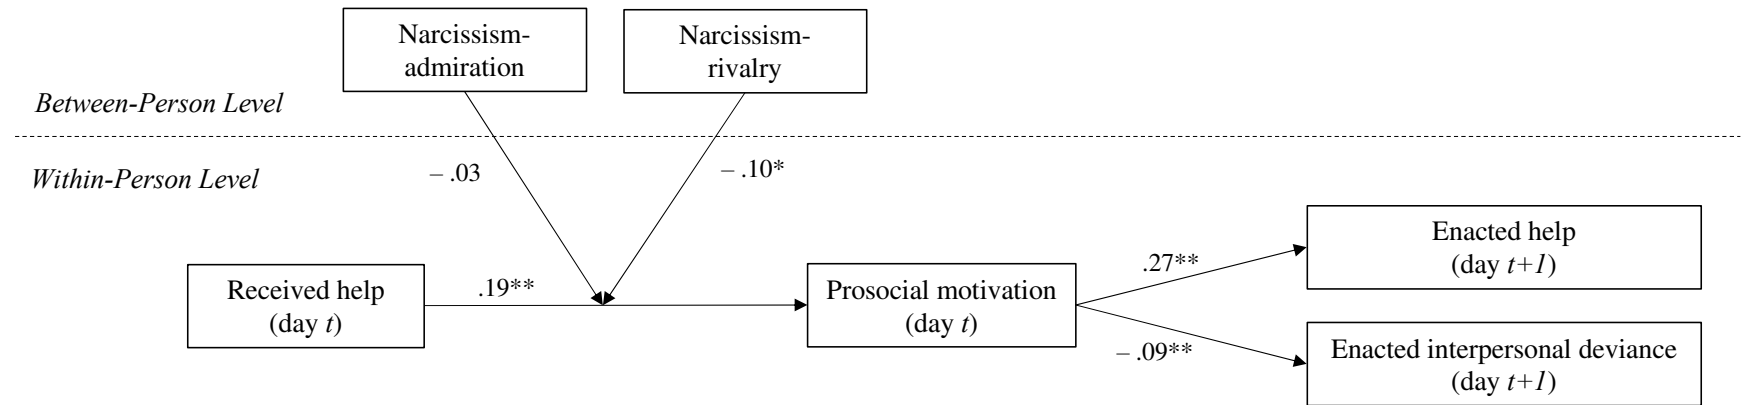 Narcissism-
admiration
Narcissism-
rivalry
Between-Person Level
Within-Person Level
– .03
– .10*
Received help
(day t)
.19**
Prosocial motivation
(day t)
.27**
– .09**
Enacted help
(day t+1)
Enacted interpersonal deviance
(day t+1)